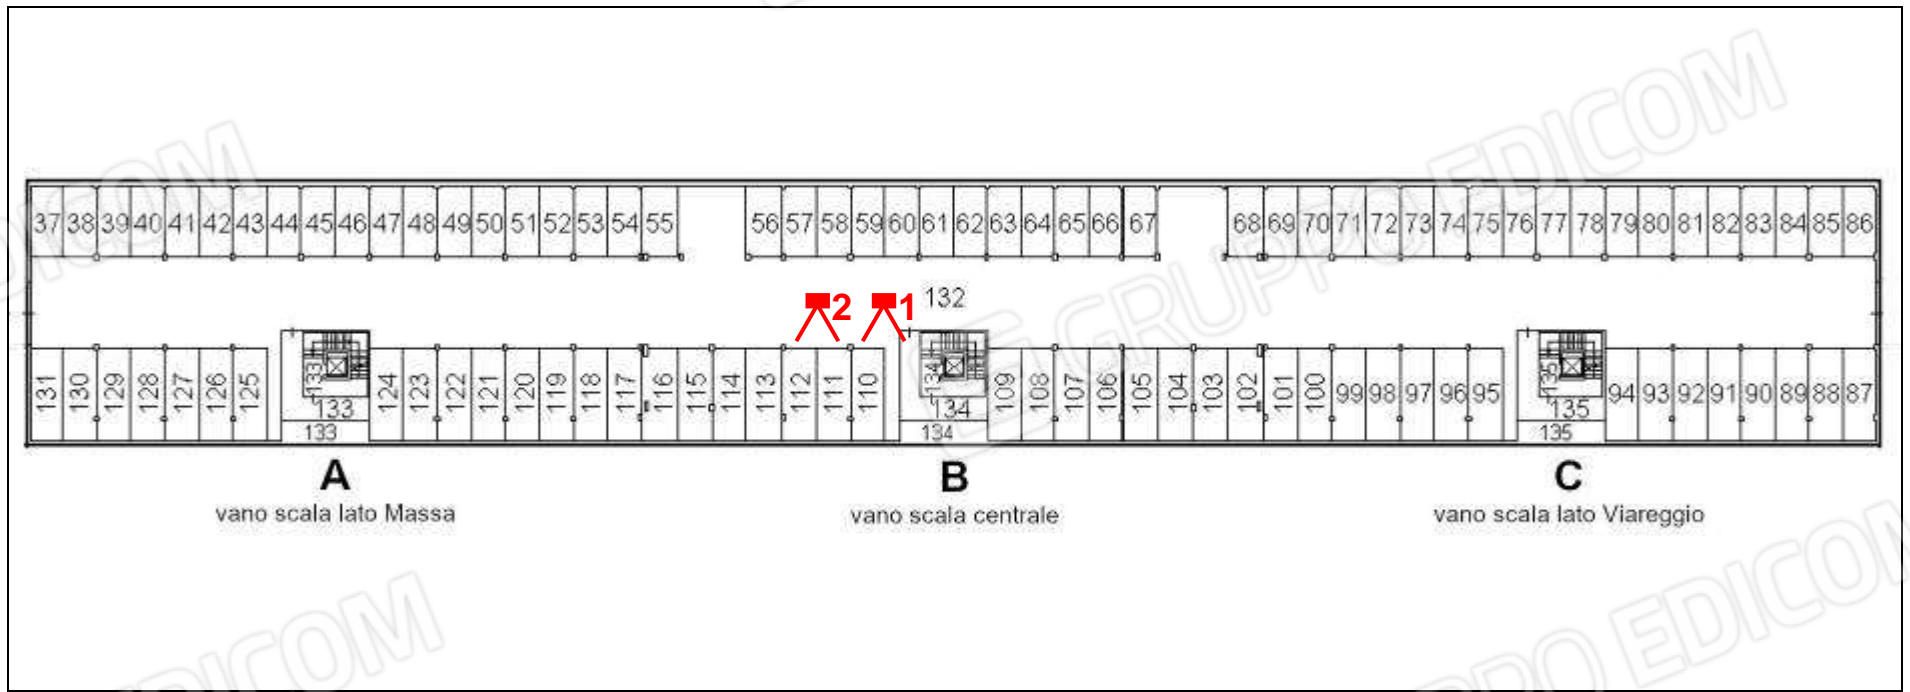 37 38 39 40 41 42 43 44 45 46 47 48 49 50 51 52 53 54 55 56 57 58 59 60 61 62 63 64 65 66 67 68 69 70 71 72 73 74 75 76 77 78 79 80 81 82 83 84 85 86
132
2 1
131 130 129 128 127 126 125 133 124 123 122 121 120 119 118 117 116 115 114 113 112 111 110 134 109 108 107 106 105 104 103 102 101 100 99 98 97 96 95 135 94 93 92 91 90 89 88 87
133 134 135
133 134 135
A B C
vano scala lato Massa vano scala centrale vano scala lato Viareggio
GRUPPO EDICOM
EDICOM
EDICOM
GRUPPO EDICOM